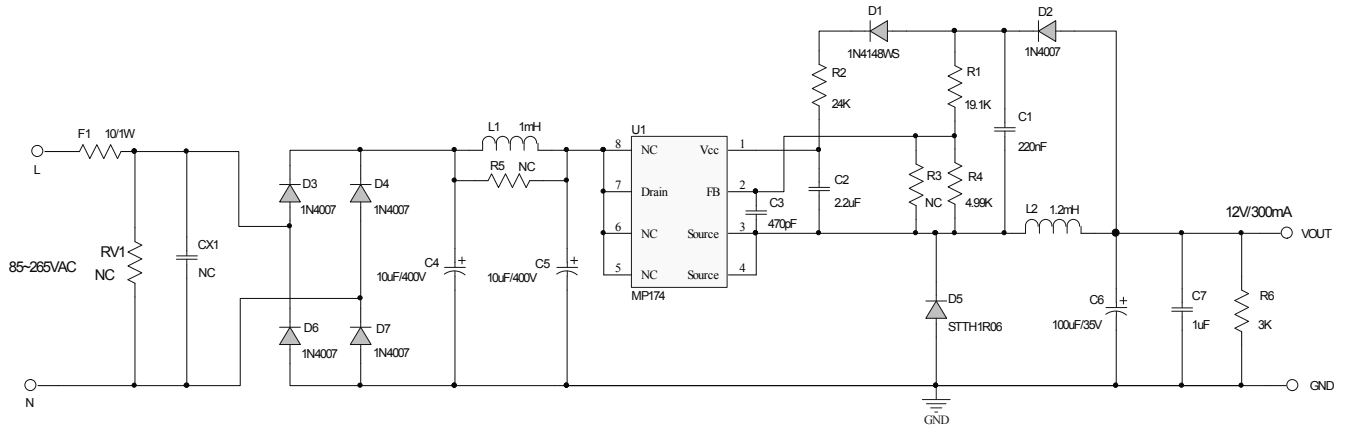 D1
1N4148WS
D2
1N4007
R2
24K
R1
19.1K
C1
220nF
F1 10/1W
L
L1 1mH
R5 NC
U1
8 NC Vcc 1
7 Drain FB 2
6 NC Source 3
5 NC Source 4
MP174
C2
2.2uF
C3
470pF
R3
NC
R4
4.99K
L2 1.2mH
12V/300mA
VOUT
D3
1N4007
D4
1N4007
85~265VAC
RV1
NC
CX1
NC
C4
10uF/400V
C5
10uF/400V
D5
STTH1R06
C6
100uF/35V
C7
1uF
R6
3K
D6
1N4007
D7
1N4007
N
GND
GND